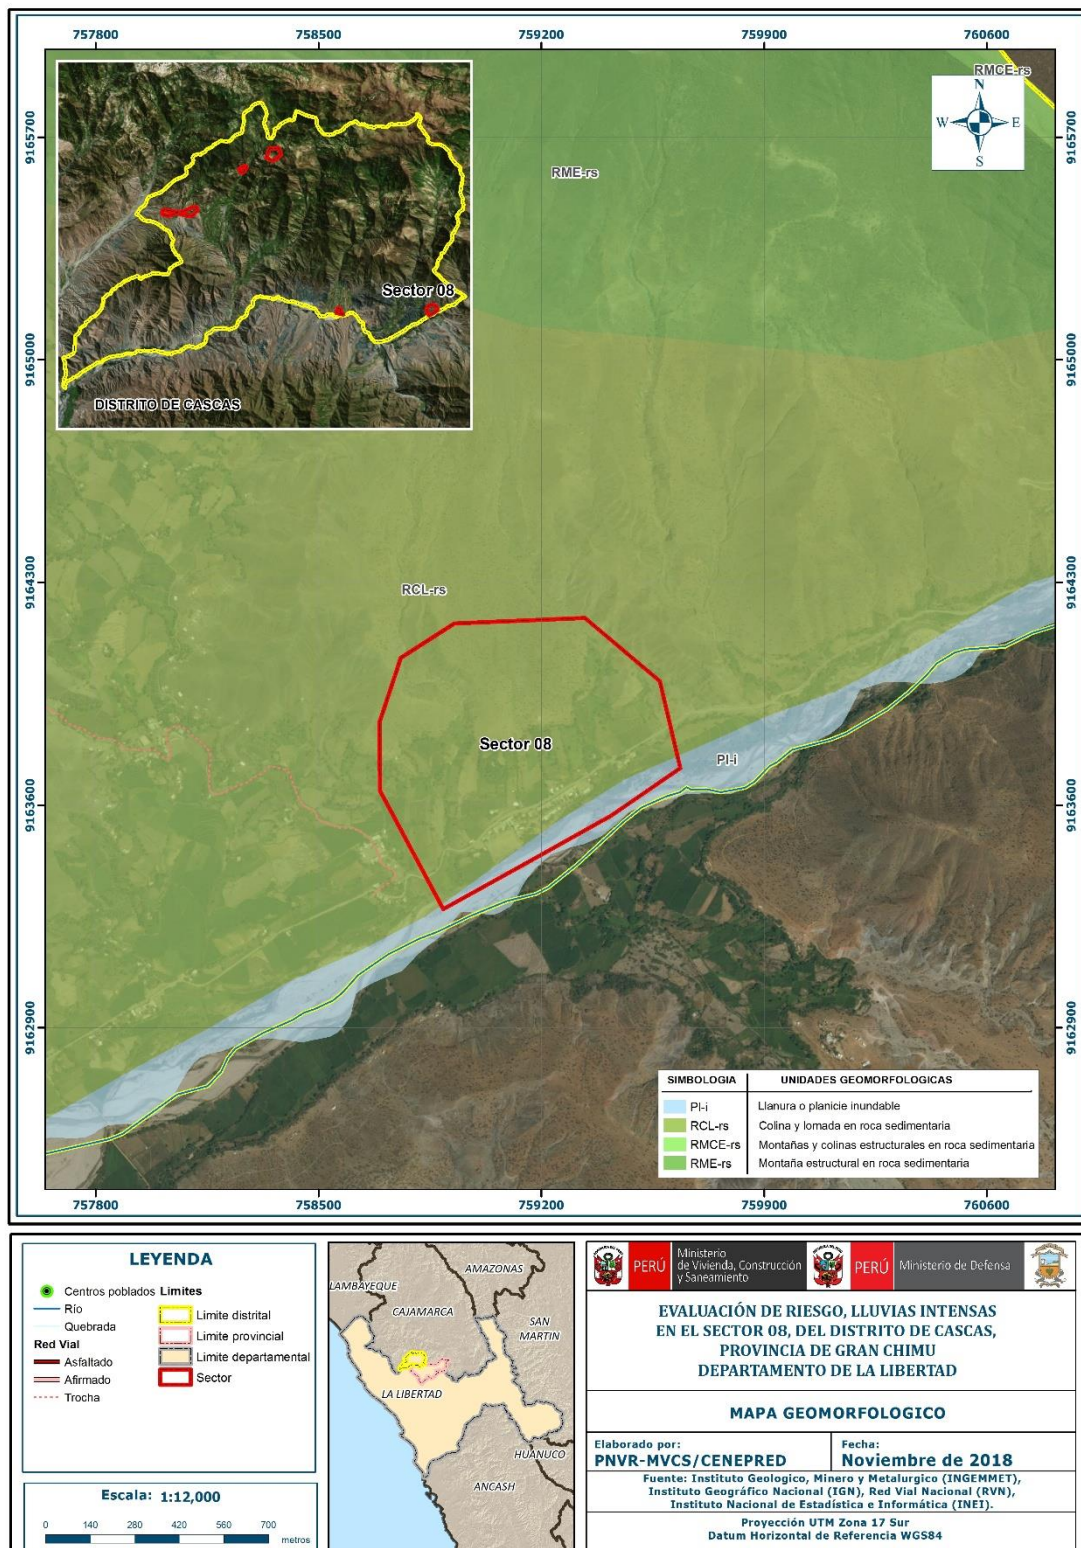 757800
758500
759200
759900
760600
9165700
9165000
9164300
9163600
9162900
9165700
9165000
9164300
9163600
9162900
RMCE-rs
N
W
E
S
RME-rs
Sector 08
DISTRITO DE CASCAS
RCL-rs
Sector 08
PI-i
SIMBOLOGIA UNIDADES GEOMORFOLOGICAS
PI-i Llanura o planicie inundable
RCL-rs Colina y lomada en roca sedimentaria
RMCE-rs Montañas y colinas estructurales en roca sedimentaria
RME-rs Montaña estructural en roca sedimentaria
757800
758500
759200
759900
760600
LEYENDA
Centros poblados
Río
Quebrada
Red Vial
Asfaltado
Afirmado
Trocha
Limites
Limite distrital
Limite provincial
Limite departamental
Sector
Escala: 1:12,000
0 140 280 420 560 700
metros
AMAZONAS
LAMBAYEQUE
CAJAMARCA
SAN
MARTIN
LA LIBERTAD
HUANUCO
ANCASH
PERÚ
Ministerio
de Vivienda, Construcción
y Saneamiento
PERÚ
Ministerio de Defensa
EVALUACIÓN DE RIESGO, LLUVIAS INTENSAS
EN EL SECTOR 08, DEL DISTRITO DE CASCAS,
PROVINCIA DE GRAN CHIMU
DEPARTAMENTO DE LA LIBERTAD
MAPA GEOMORFOLOGICO
Elaborado por:
PNVR-MVCS/CENEPRED
Fecha:
Noviembre de 2018
Fuente: Instituto Geologico, Minero y Metalurgico (INGEMMET),
Instituto Geográfico Nacional (IGN), Red Vial Nacional (RVN),
Instituto Nacional de Estadística e Informática (INEI).
Proyección UTM Zona 17 Sur
Datum Horizontal de Referencia WGS84